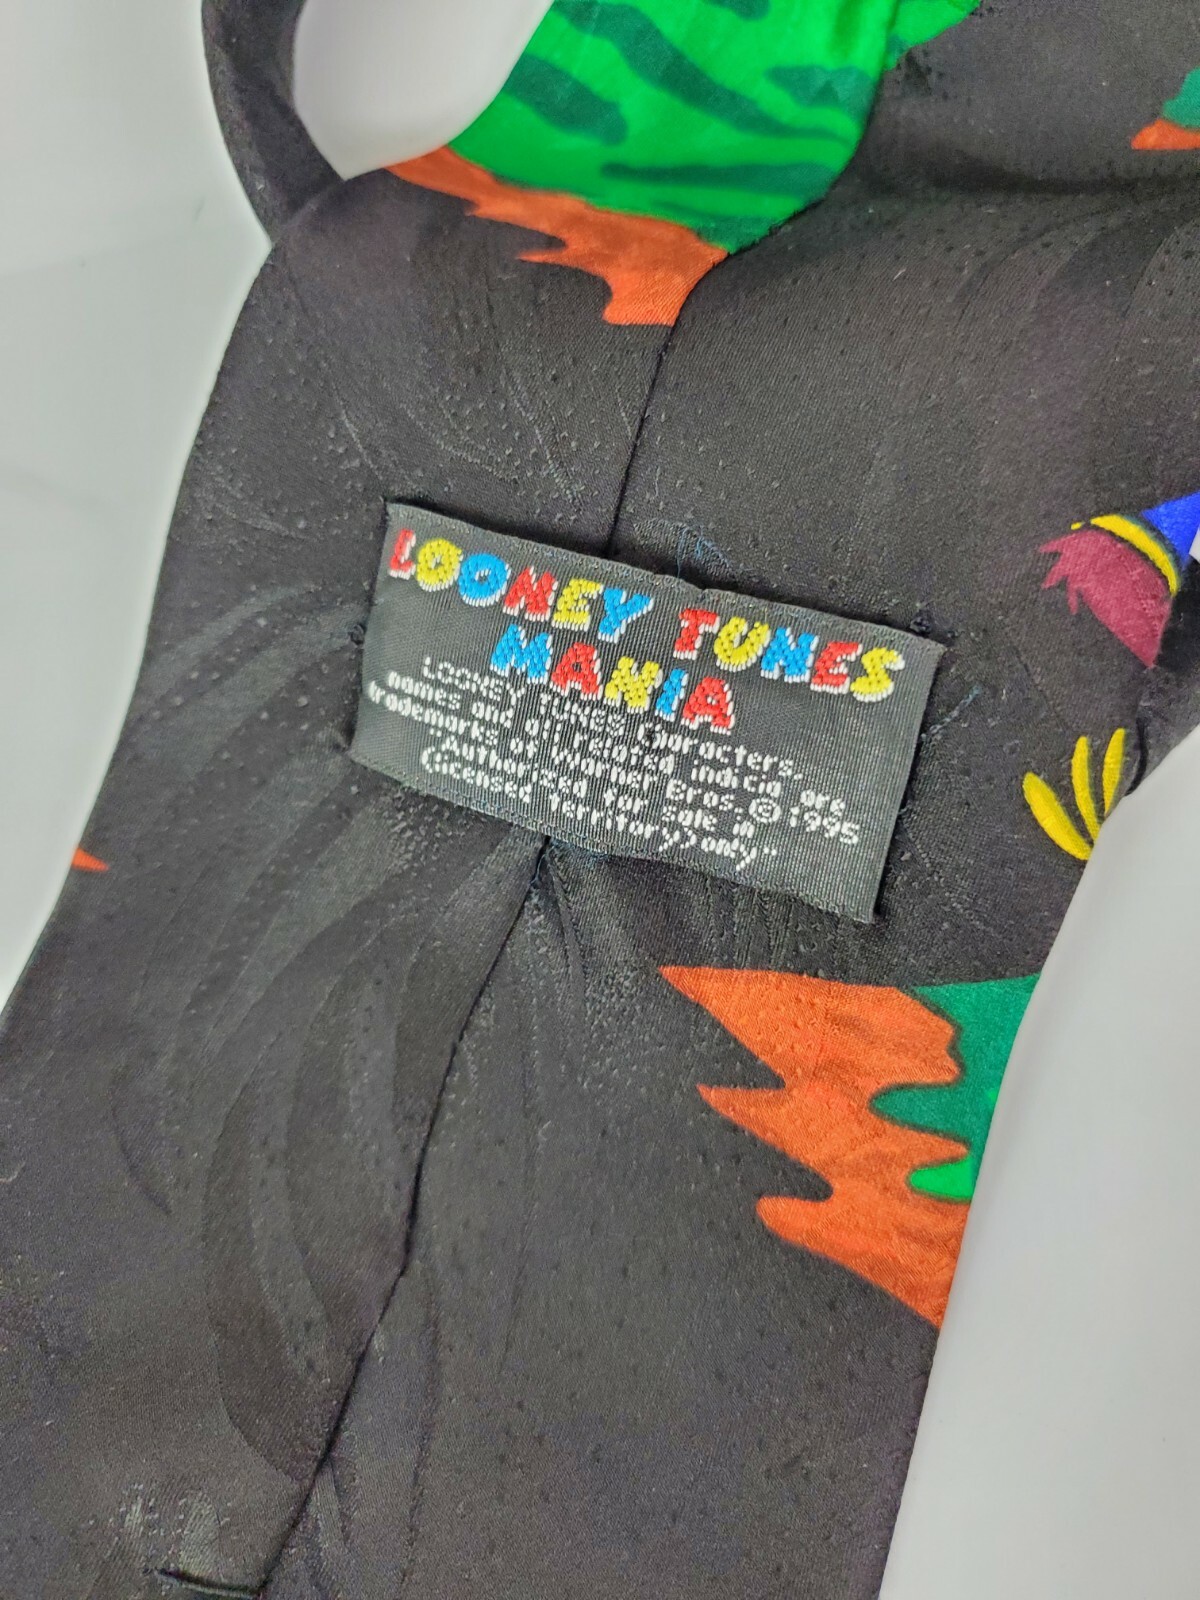 LOONEY TUNES
MANIA
LOONEY TUNES characters,
names and all related indicia are
trademarks of Warner Bros © 1995
(Authorized for sale in
licensed territory) only"